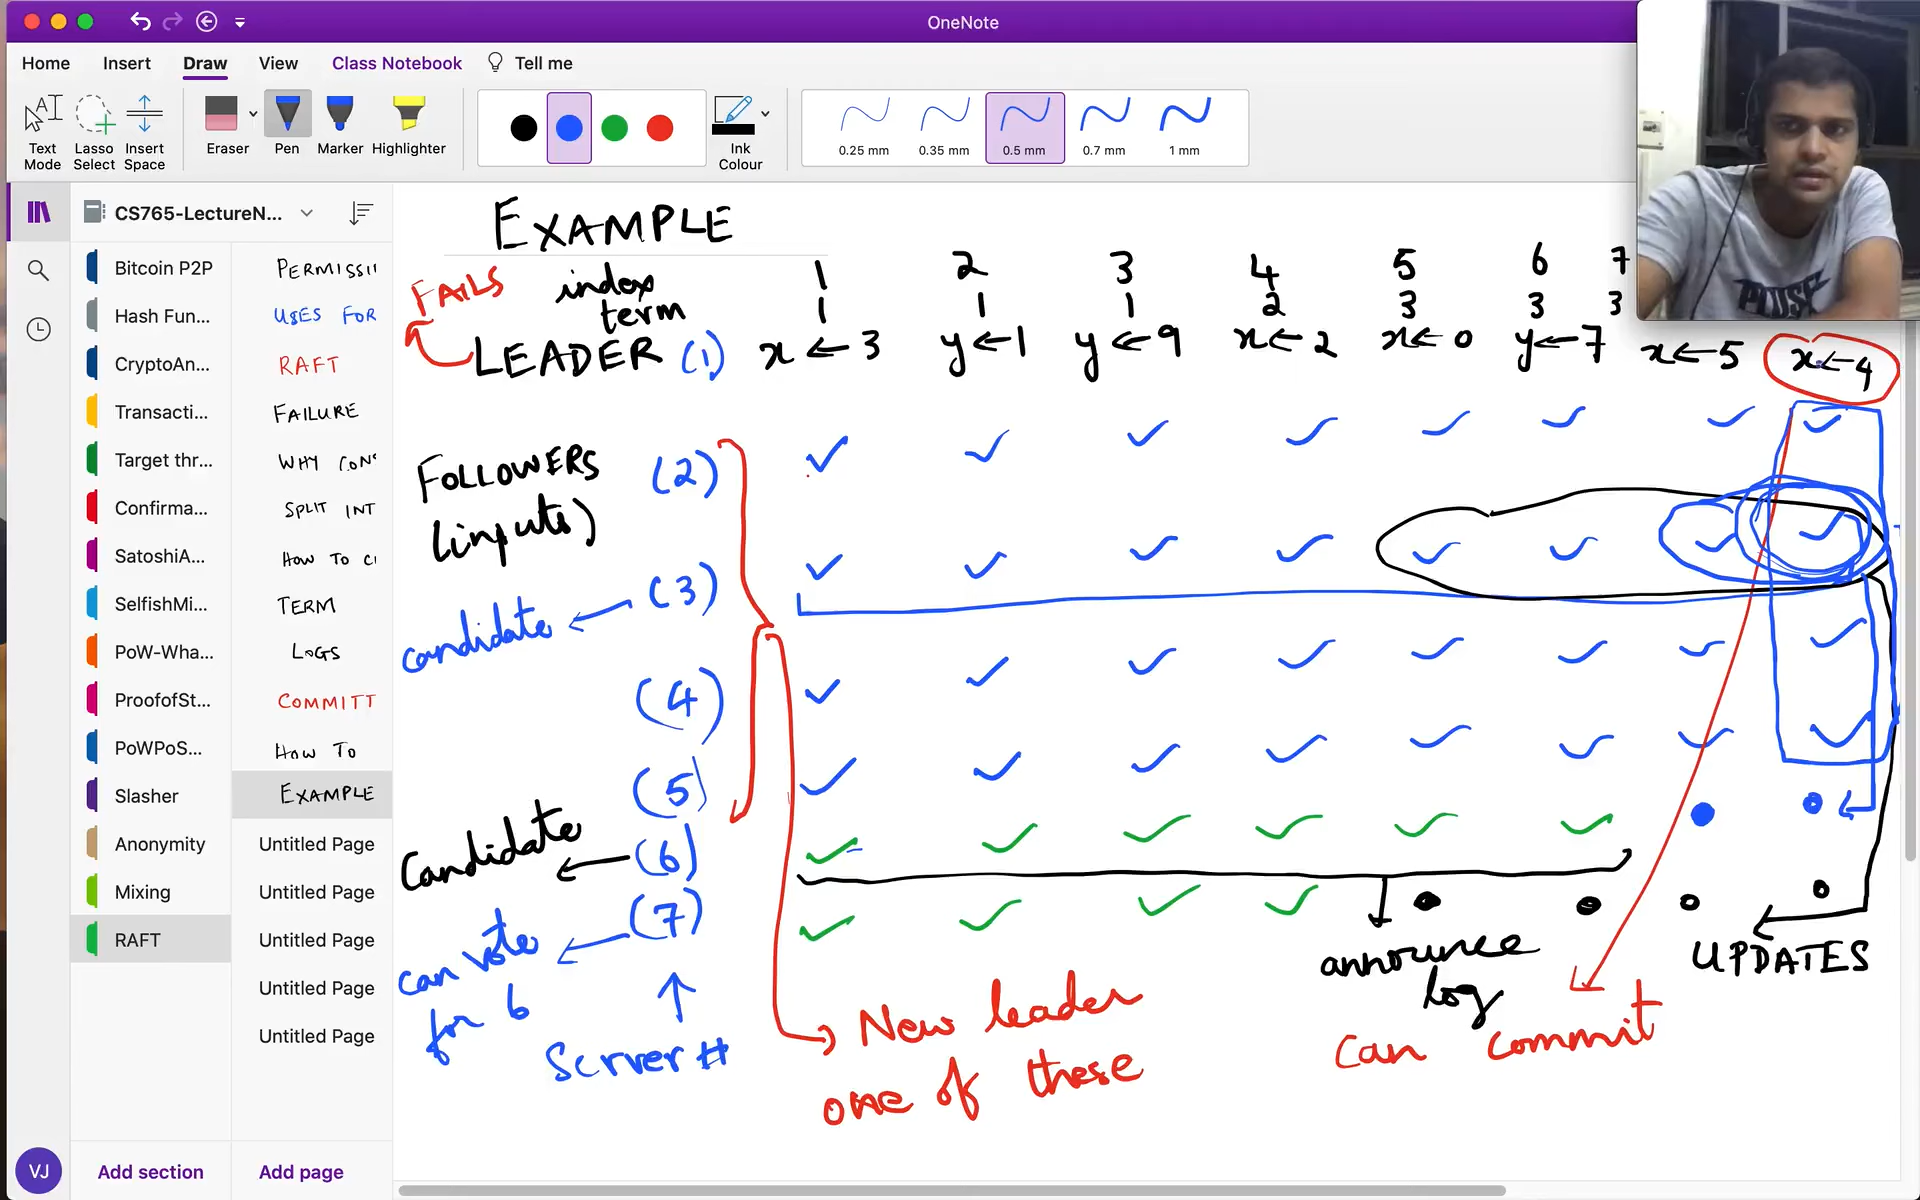 OneNote
Home Insert Draw View Class Notebook Tell me
Text Mode
Lasso Select
Insert Space
Eraser
Pen
Marker
Highlighter
Ink Colour
0.25 mm
0.35 mm
0.5 mm
0.7 mm
1 mm
CS765-LectureN...
Bitcoin P2P
Hash Fun...
CryptoAn...
Transacti...
Target thr...
Confirma...
SatoshiA...
SelfishMi...
PoW-Wha...
ProofofSt...
PoWPoS...
Slasher
Anonymity
Mixing
RAFT
PERMISSI
USES FOR
RAFT
FAILURE
WHY CONS
SPLIT INT
HOW TO
TERM
LOGS
COMMITT
HOW TO
EXAMPLE
Untitled Page
Untitled Page
Untitled Page
Untitled Page
Untitled Page
VJ
Add section
Add page
EXAMPLE
FAILS
index 1 2 3 4 5 6 7
term 1 1 1 2 3 3 3
LEADER (1) x ← 3 y ← 1 y ← 9 x ← 2 x ← 0 y ← 7 x ← 5 x ← 4
FOLLOWERS (2)
(inputs)
candidate ← (3)
(4)
(5)
Candidate ← (6)
can vote for 6 ← (7)
Server #
New leader
one of these
announce
log
UPDATES
can commit
PLUSE